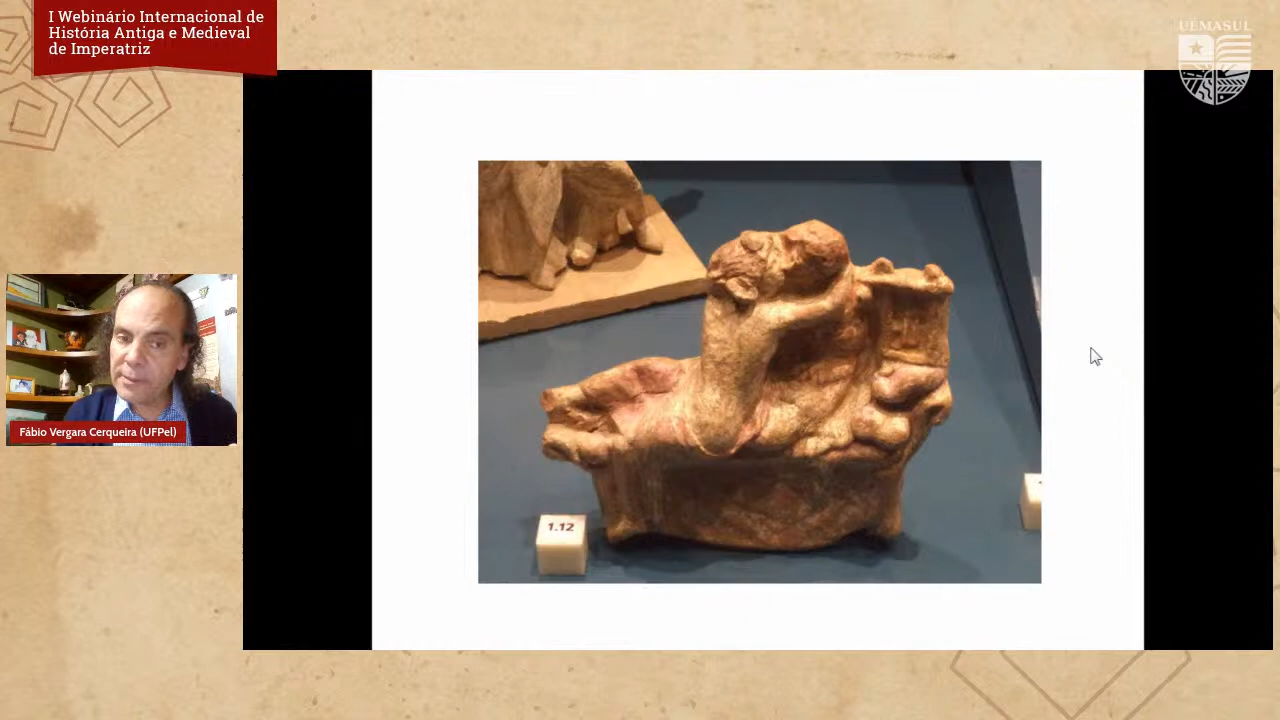 I Webinário Internacional de
História Antiga e Medieval
de Imperatriz
UEMASUL
Fábio Vergara Cerqueira (UFPel)
1.12